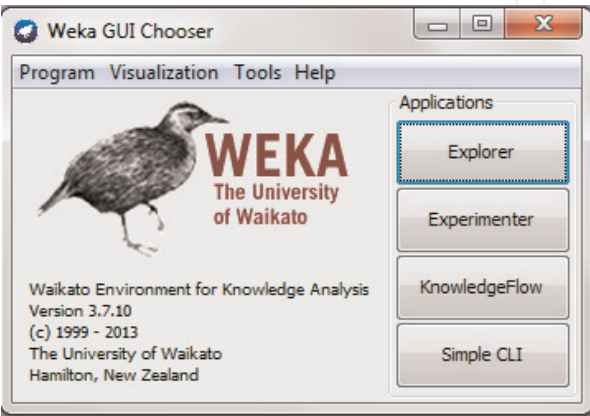 Weka GUI Chooser
Program Visualization Tools Help
WEKA
The University
of Waikato
Waikato Environment for Knowledge Analysis
Version 3.7.10
(c) 1999 - 2013
The University of Waikato
Hamilton, New Zealand
Applications
Explorer
Experimenter
KnowledgeFlow
Simple CLI